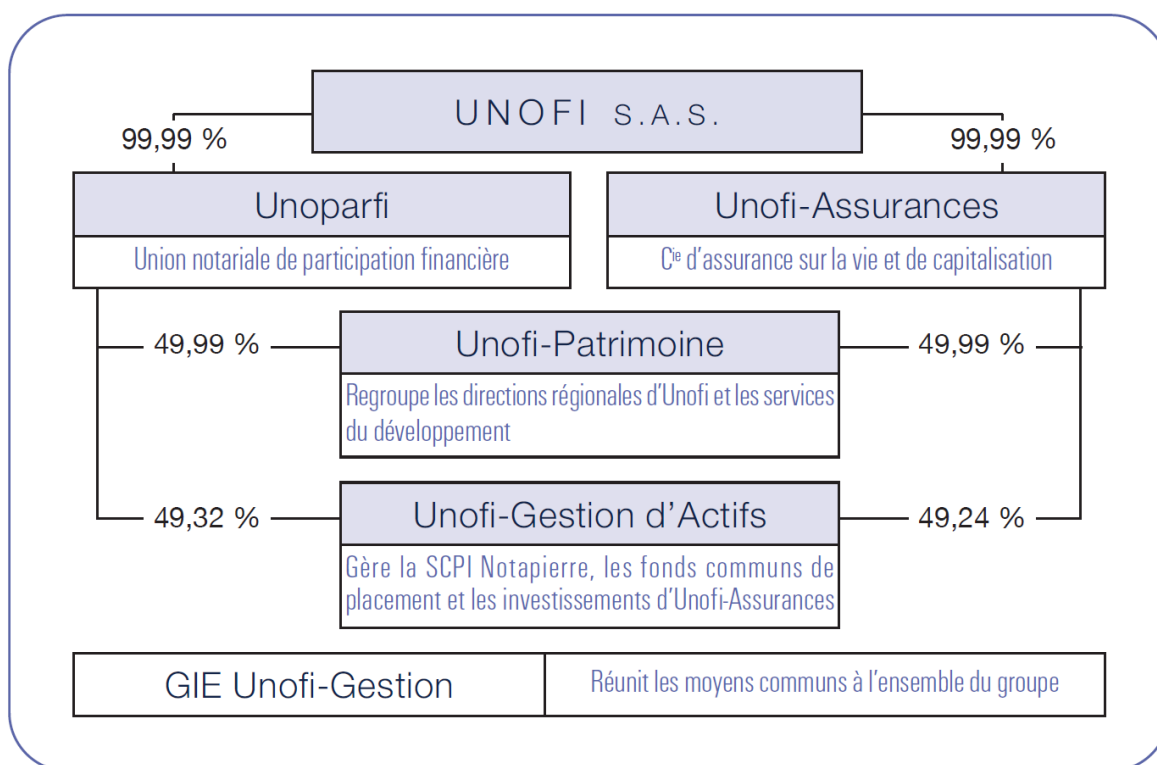 UNOFI S.A.S.
99,99 %
99,99 %
Unoparfi
Union notariale de participation financière
Unofi-Assurances
Cie d'assurance sur la vie et de capitalisation
49,99 %
Unofi-Patrimoine
49,99 %
Regroupe les directions régionales d'Unofi et les services
du développement
49,32 %
Unofi-Gestion d'Actifs
49,24 %
Gère la SCPI Notapierre, les fonds communs de
placement et les investissements d'Unofi-Assurances
GIE Unofi-Gestion
Réunit les moyens communs à l'ensemble du groupe